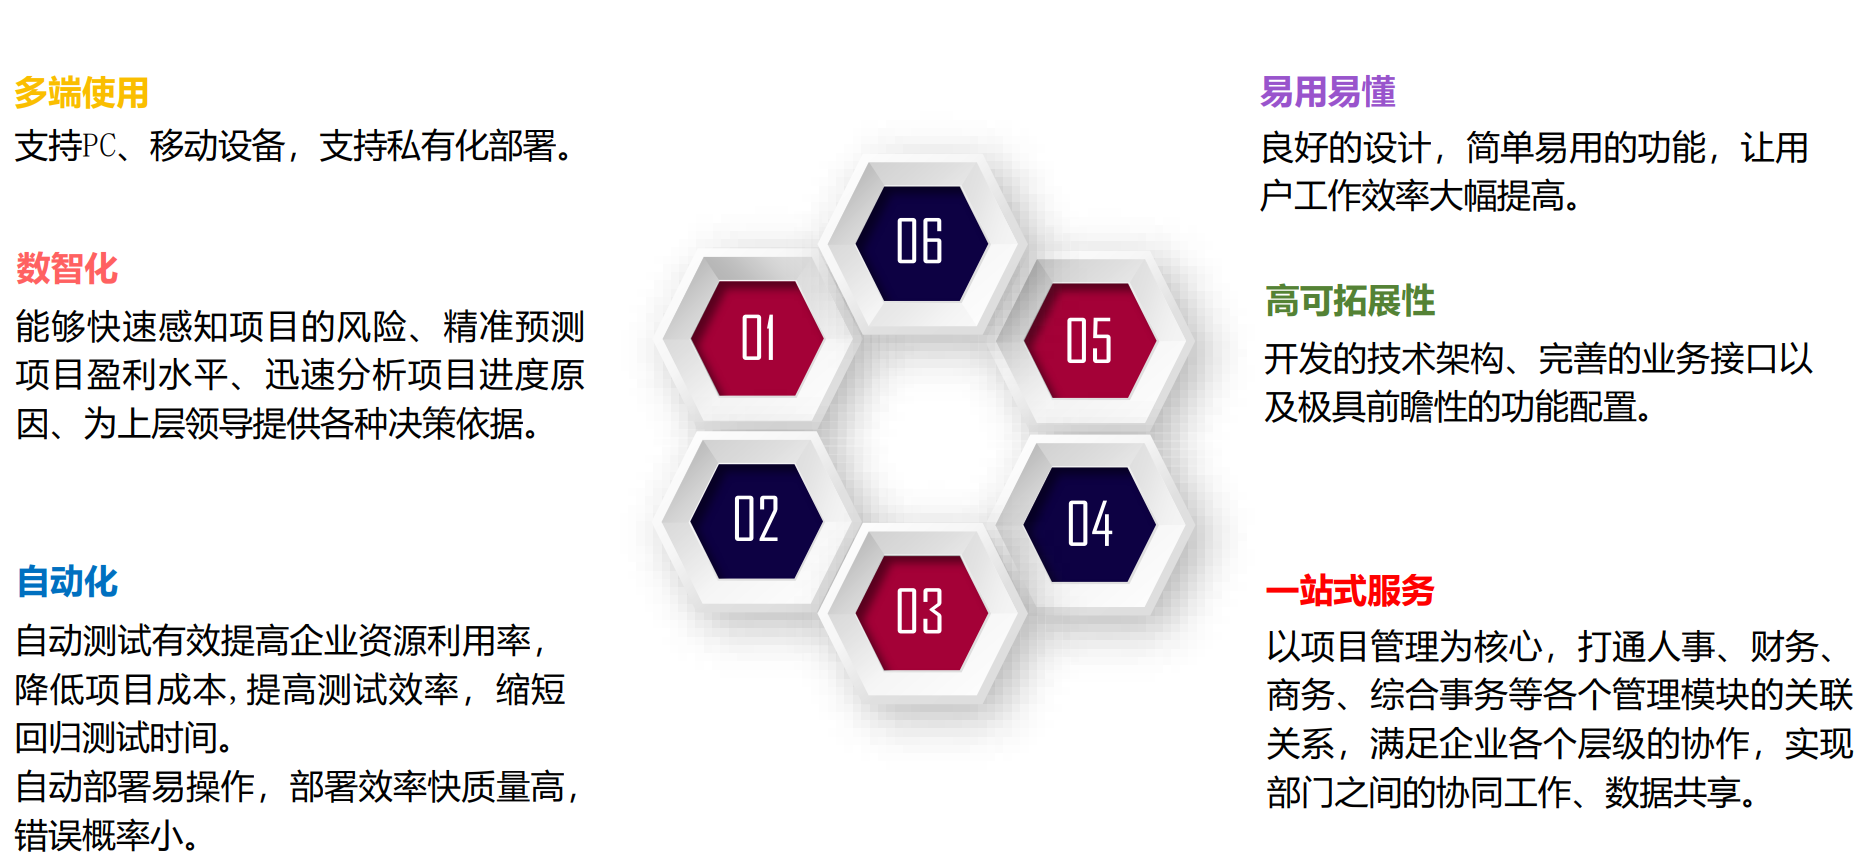 多端使用
支持PC、移动设备，支持私有化部署。
数智化
能够快速感知项目的风险、精准预测
项目盈利水平、迅速分析项目进度原
因、为上层领导提供各种决策依据。
自动化
自动测试有效提高企业资源利用率，
降低项目成本,提高测试效率，缩短
回归测试时间。
自动部署易操作，部署效率快质量高，
错误概率小。
06
01
05
02
04
03
易用易懂
良好的设计，简单易用的功能，让用
户工作效率大幅提高。
高可拓展性
开发的技术架构、完善的业务接口以
及极具前瞻性的功能配置。
一站式服务
以项目管理为核心，打通人事、财务、
商务、综合事务等各个管理模块的关联
关系，满足企业各个层级的协作，实现
部门之间的协同工作、数据共享。